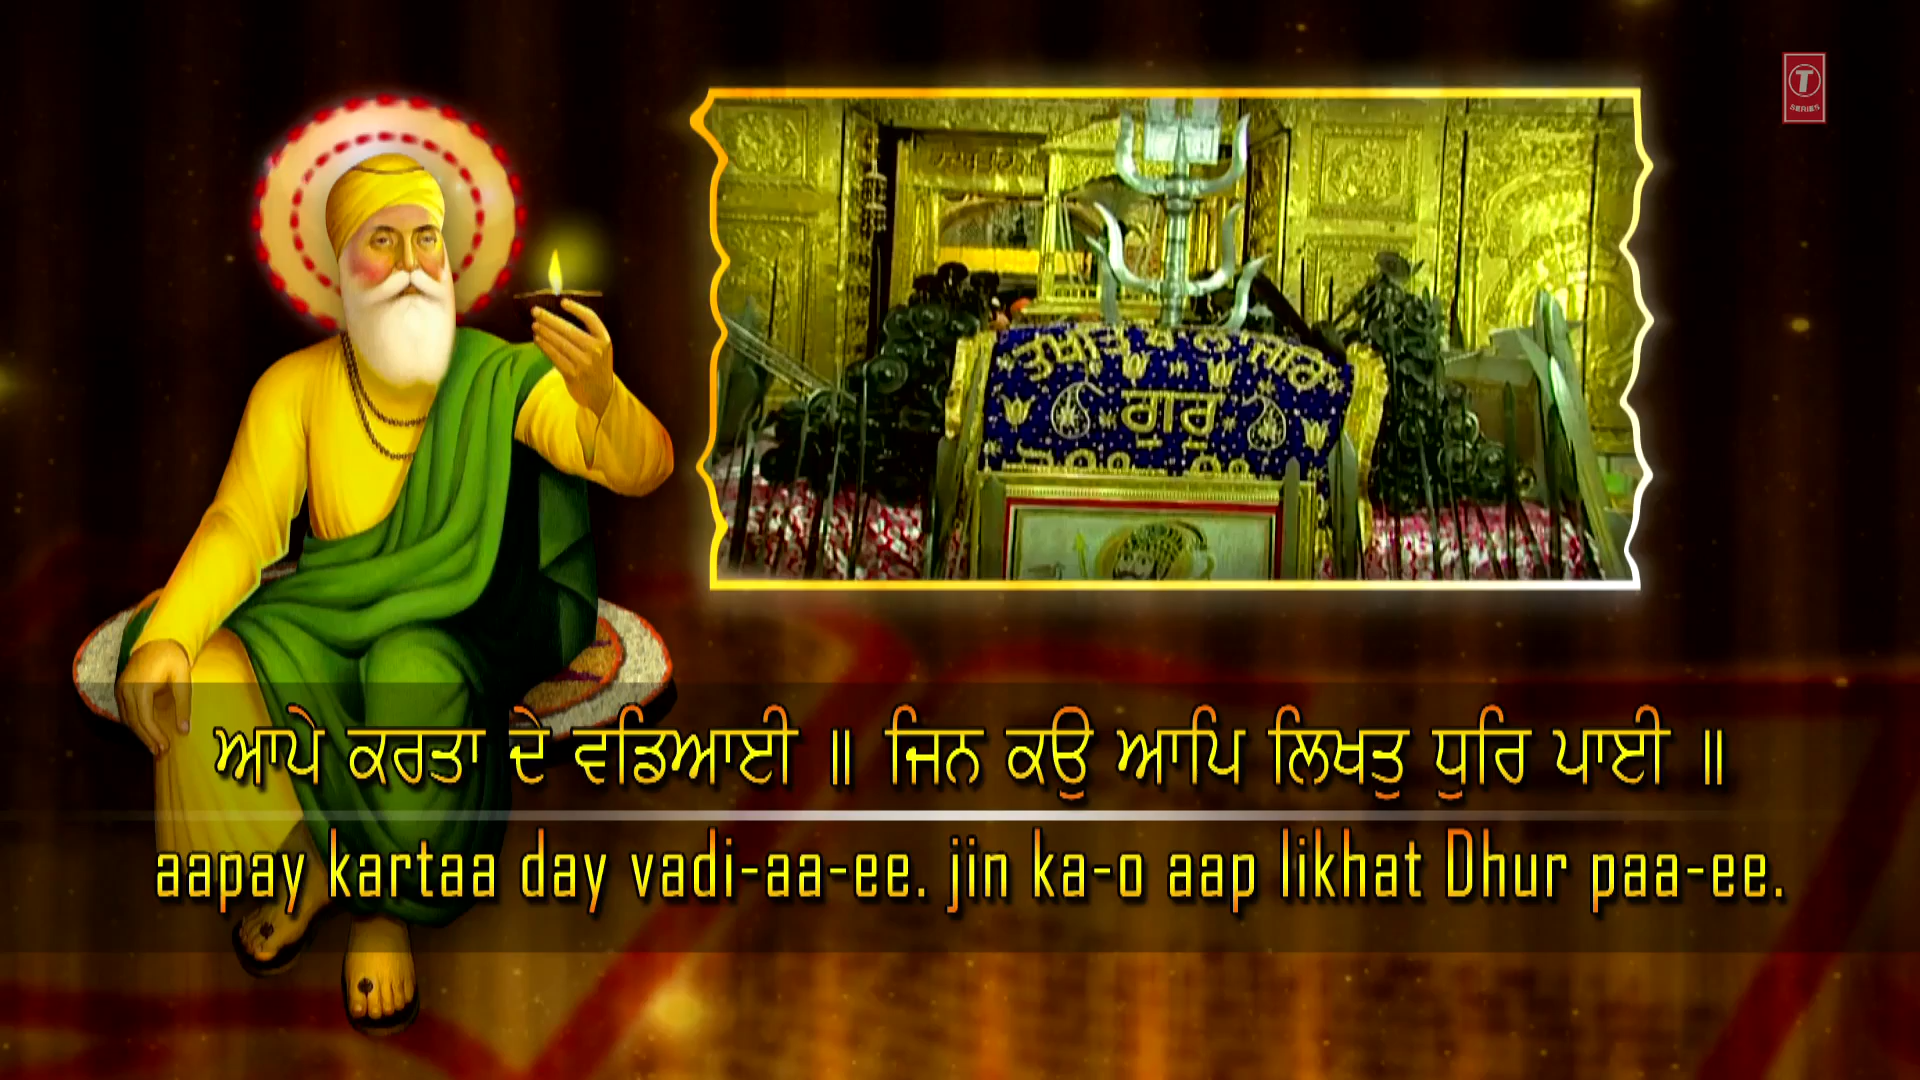 T
SERIES
ਗੁਰੁ
ਆਪੇ ਕਰਤਾ ਦੇ ਵਡਿਆਈ ॥ ਜਿਨ ਕਉ ਆਪਿ ਲਿਖਤੁ ਧੁਰਿ ਪਾਈ ॥
aapay kartaa day vadi-aa-ee. jin ka-o aap likhat Dhur paa-ee.